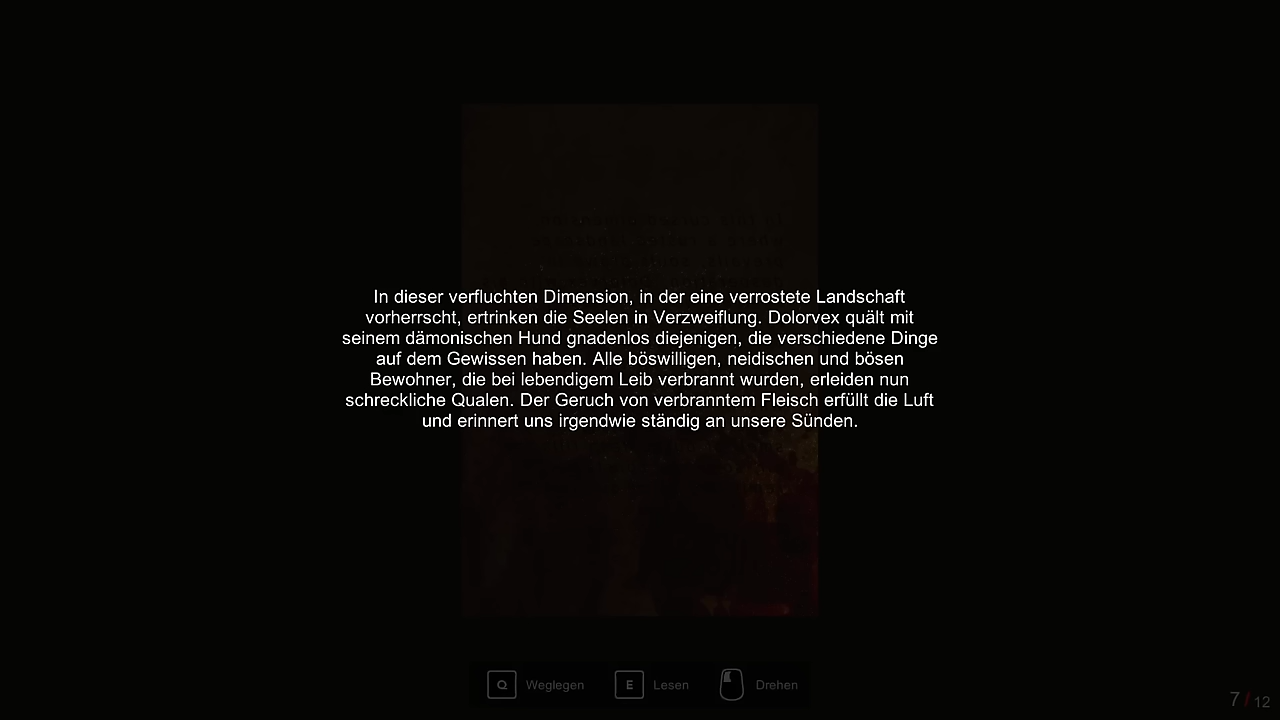 In dieser verfluchten Dimension, in der eine verrostete Landschaft
vorherrscht, ertrinken die Seelen in Verzweiflung. Dolorvex quält mit
seinem dämonischen Hund gnadenlos diejenigen, die verschiedene Dinge
auf dem Gewissen haben. Alle böswilligen, neidischen und bösen
Bewohner, die bei lebendigem Leib verbrannt wurden, erleiden nun
schreckliche Qualen. Der Geruch von verbranntem Fleisch erfüllt die Luft
und erinnert uns irgendwie ständig an unsere Sünden.
Q Weglegen E Lesen Drehen
7 / 12